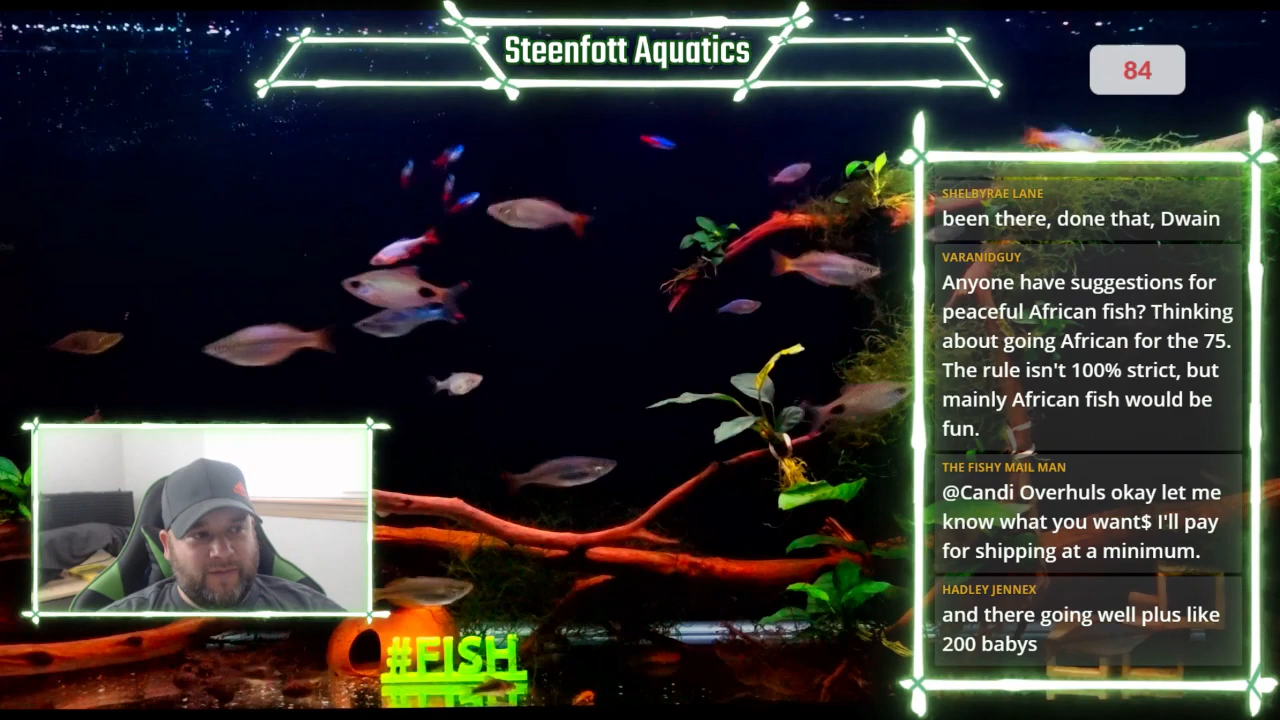 Steenfott Aquatics
84
SHELBYRAE LANE
been there, done that, Dwain
VARANIDGUY
Anyone have suggestions for
peaceful African fish? Thinking
about going African for the 75.
The rule isn't 100% strict, but
mainly African fish would be
fun.
THE FISHY MAIL MAN
@Candi Overhuls okay let me
know what you want$ I'll pay
for shipping at a minimum.
HADLEY JENNEX
and there going well plus like
200 babys
#FISH